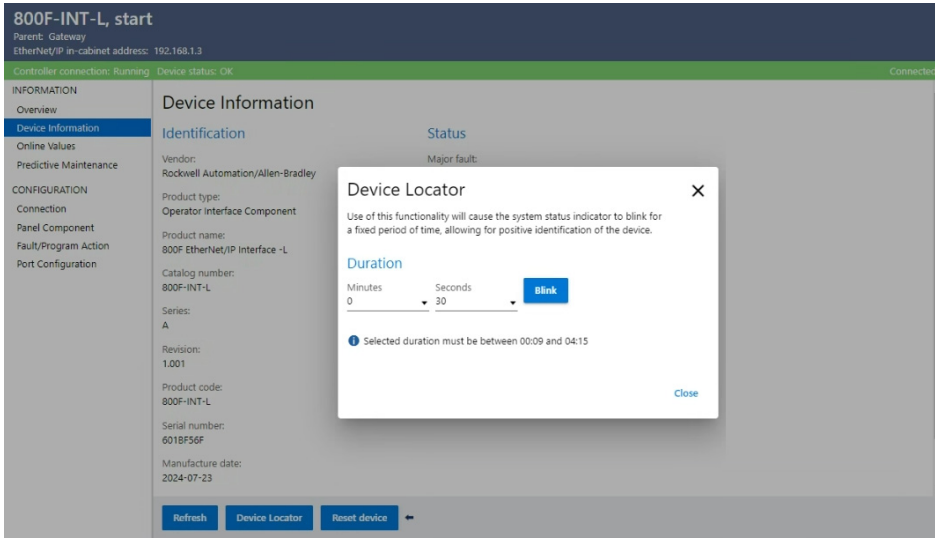 800F-INT-L, start
Parent: Gateway
EtherNet/IP in-cabinet address: 192.168.1.3
Controller connection: Running Device status: OK Connected
INFORMATION
Overview
Device Information
Online Values
Predictive Maintenance
CONFIGURATION
Connection
Panel Component
Fault/Program Action
Port Configuration
Device Information
Identification
Vendor:
Rockwell Automation/Allen-Bradley
Product type:
Operator Interface Component
Product name:
800F EtherNet/IP Interface -L
Catalog number:
800F-INT-L
Series:
A
Revision:
1.001
Product code:
800F-INT-L
Serial number:
601BF56F
Manufacture date:
2024-07-23
Status
Major fault:
Device Locator
Use of this functionality will cause the system status indicator to blink for
a fixed period of time, allowing for positive identification of the device.
Duration
Minutes Seconds
0 30 Blink
Selected duration must be between 00:09 and 04:15
Close
Refresh Device Locator Reset device